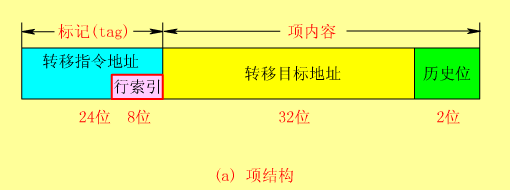 标记(tag) 项内容
转移指令地址 转移目标地址 历史位
行索引
24位 8位 32位 2位
(a) 项结构